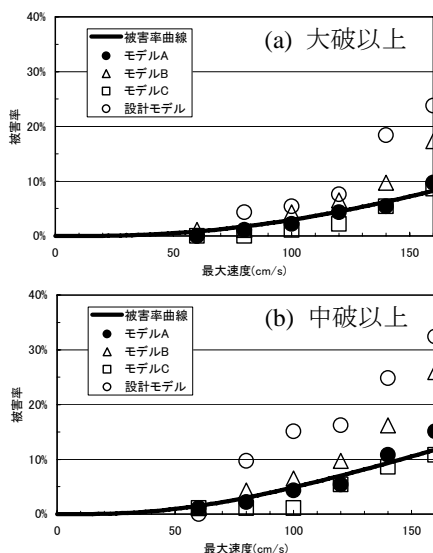 (a) 大破以上
40%
30%
20%
10%
0%
被害率
被害率曲線
モデルA
モデルB
モデルC
設計モデル
0
50
100
150
最大速度(cm/s)
(b) 中破以上
40%
30%
20%
10%
0%
被害率
被害率曲線
モデルA
モデルB
モデルC
設計モデル
0
50
100
150
最大速度(cm/s)